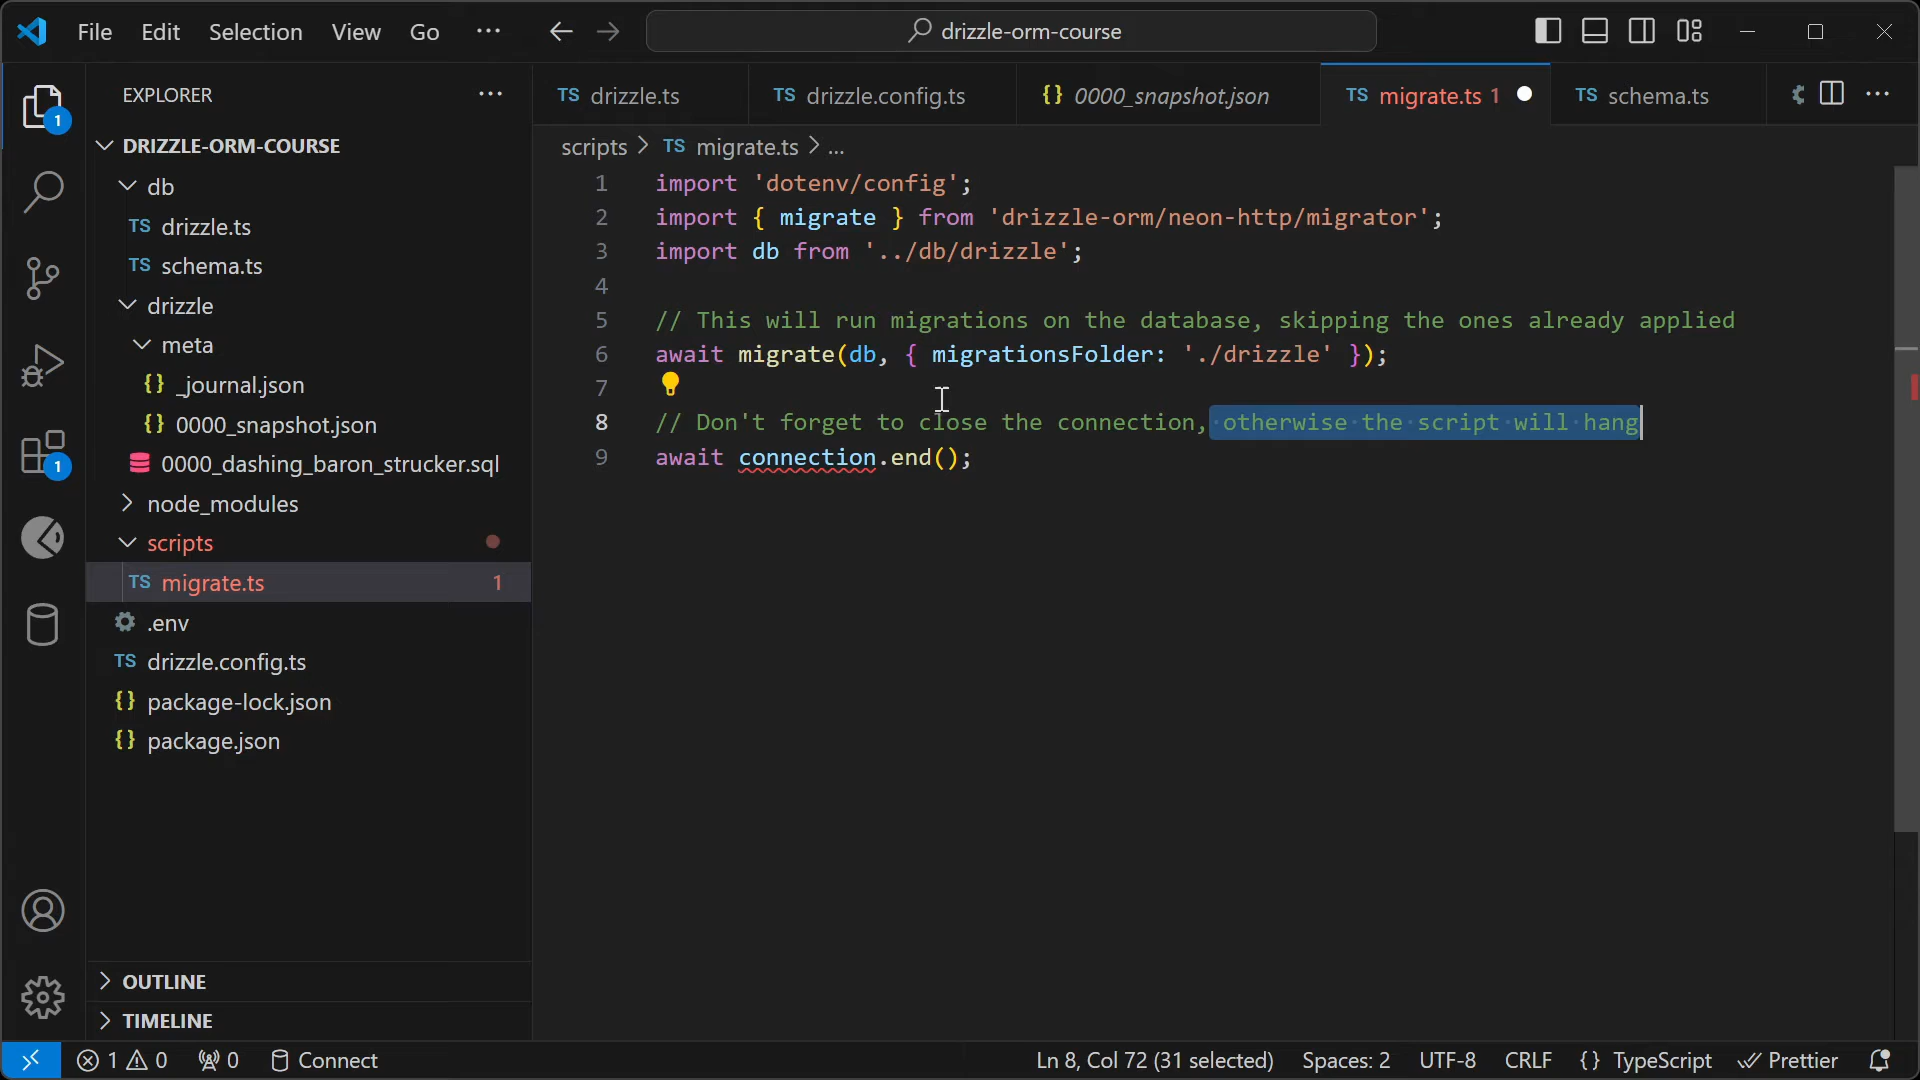 File Edit Selection View Go ···
drizzle-orm-course
1
1
EXPLORER ···
DRIZZLE-ORM-COURSE
db
TS drizzle.ts
TS schema.ts
drizzle
meta
{} _journal.json
{} 0000_snapshot.json
0000_dashing_baron_strucker.sql
node_modules
scripts
TS migrate.ts 1
.env
TS drizzle.config.ts
{} package-lock.json
{} package.json
OUTLINE
TIMELINE
TS drizzle.ts TS drizzle.config.ts {} 0000_snapshot.json TS migrate.ts 1 TS schema.ts ···
scripts > TS migrate.ts > ...
1 import 'dotenv/config';
2 import { migrate } from 'drizzle-orm/neon-http/migrator';
3 import db from '../db/drizzle';
4
5 // This will run migrations on the database, skipping the ones already applied
6 await migrate(db, { migrationsFolder: './drizzle' });
7
8 // Don't forget to close the connection, otherwise the script will hang
9 await connection.end();
1 0 0 Connect Ln 8, Col 72 (31 selected) Spaces: 2 UTF-8 CRLF {} TypeScript Prettier